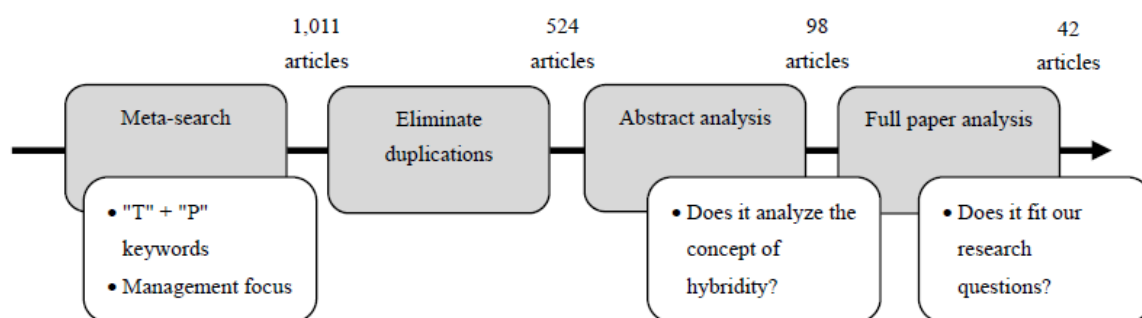 1,011
articles
524
articles
98
articles
42
articles
Meta-search
Eliminate
duplications
Abstract analysis
Full paper analysis
• "T" + "P"
keywords
• Management focus
• Does it analyze the
concept of
hybridity?
• Does it fit our
research
questions?